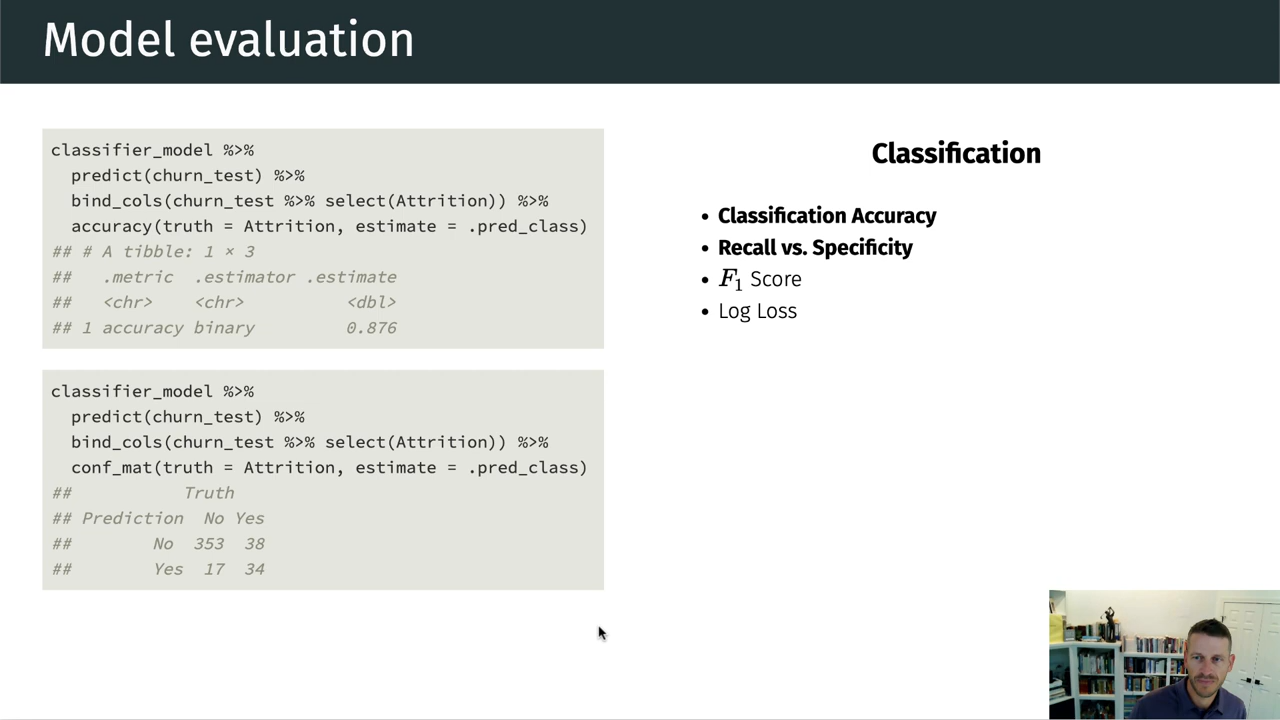 Model evaluation
classifier_model %>%
  predict(churn_test) %>%
  bind_cols(churn_test %>% select(Attrition)) %>%
  accuracy(truth = Attrition, estimate = .pred_class)
## # A tibble: 1 × 3
##   .metric  .estimator .estimate
##   <chr>    <chr>          <dbl>
## 1 accuracy binary         0.876
classifier_model %>%
  predict(churn_test) %>%
  bind_cols(churn_test %>% select(Attrition)) %>%
  conf_mat(truth = Attrition, estimate = .pred_class)
##           Truth
## Prediction  No Yes
##        No  353  38
##        Yes  17  34
Classification
• Classification Accuracy
• Recall vs. Specificity
• F1 Score
• Log Loss